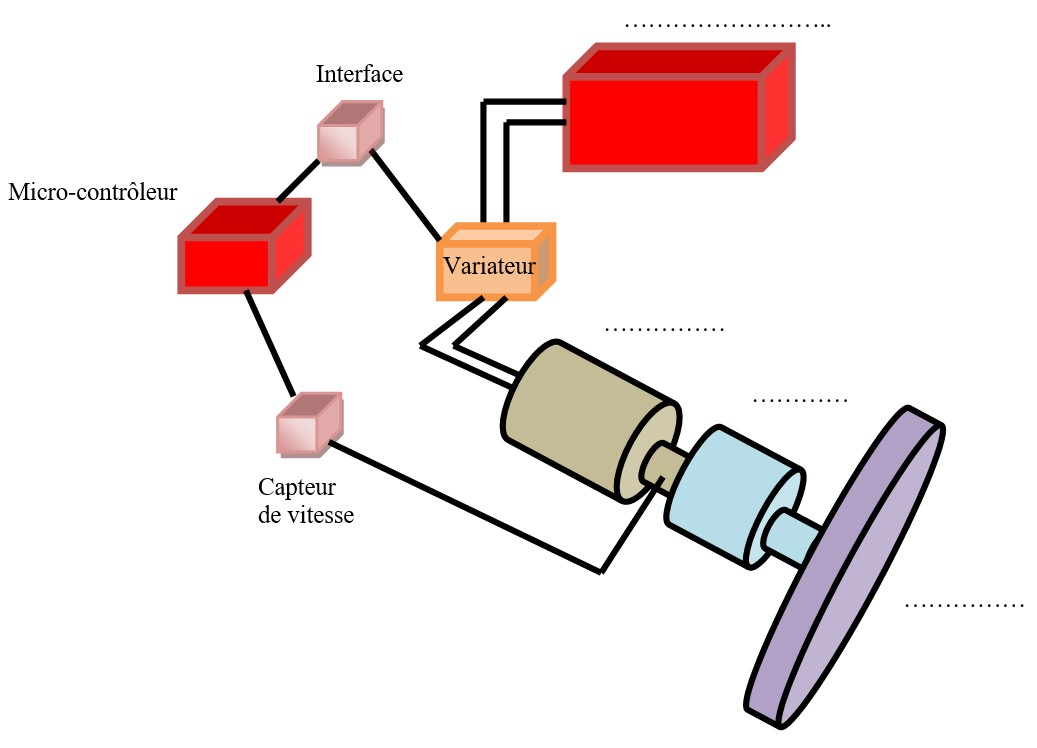 ……………………..
Interface
Micro-contrôleur
Variateur
……………
…………
Capteur
de vitesse
……………